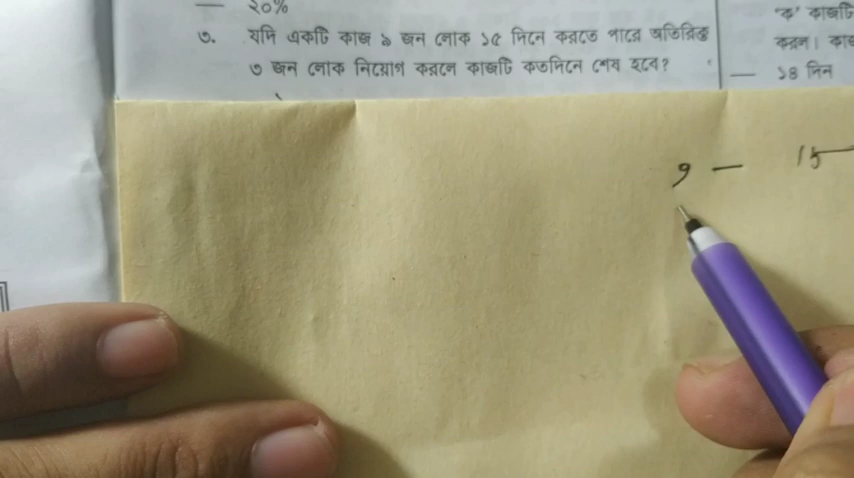 — ২০%
৩. যদি একটি কাজ ৯ জন লোক ১৫ দিনে করতে পারে অতিরিক্ত
৩ জন লোক নিয়োগ করলে কাজটি কতদিনে শেষ হবে?
'ক' কাজটি
করল। কাজ
— ১৪ দিন
9 — 15